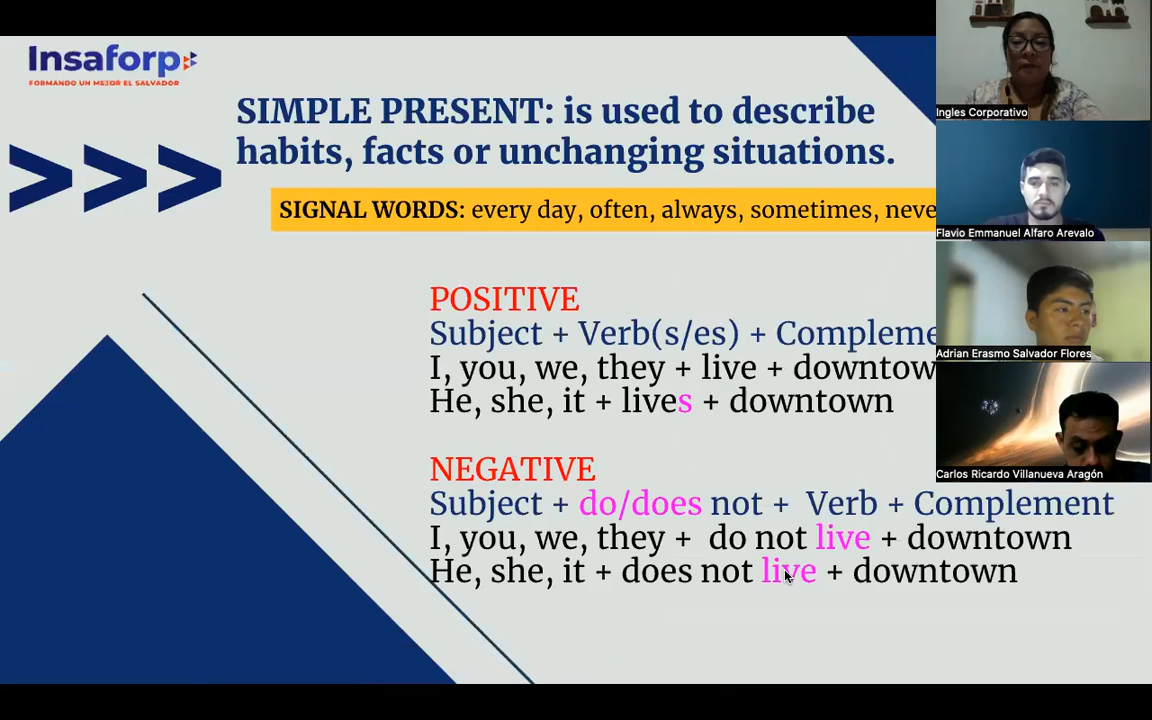 Insaforp
FORMANDO UN MEJOR EL SALVADOR
SIMPLE PRESENT: is used to describe
habits, facts or unchanging situations.
>>>
SIGNAL WORDS: every day, often, always, sometimes, neve
POSITIVE
Subject + Verb(s/es) + Compleme
I, you, we, they + live + downtow
He, she, it + lives + downtown
NEGATIVE
Subject + do/does not + Verb + Complement
I, you, we, they + do not live + downtown
He, she, it + does not live + downtown
Ingles Corporativo
Flavio Emmanuel Alfaro Arevalo
Adrian Erasmo Salvador Flores
Carlos Ricardo Villanueva Aragón